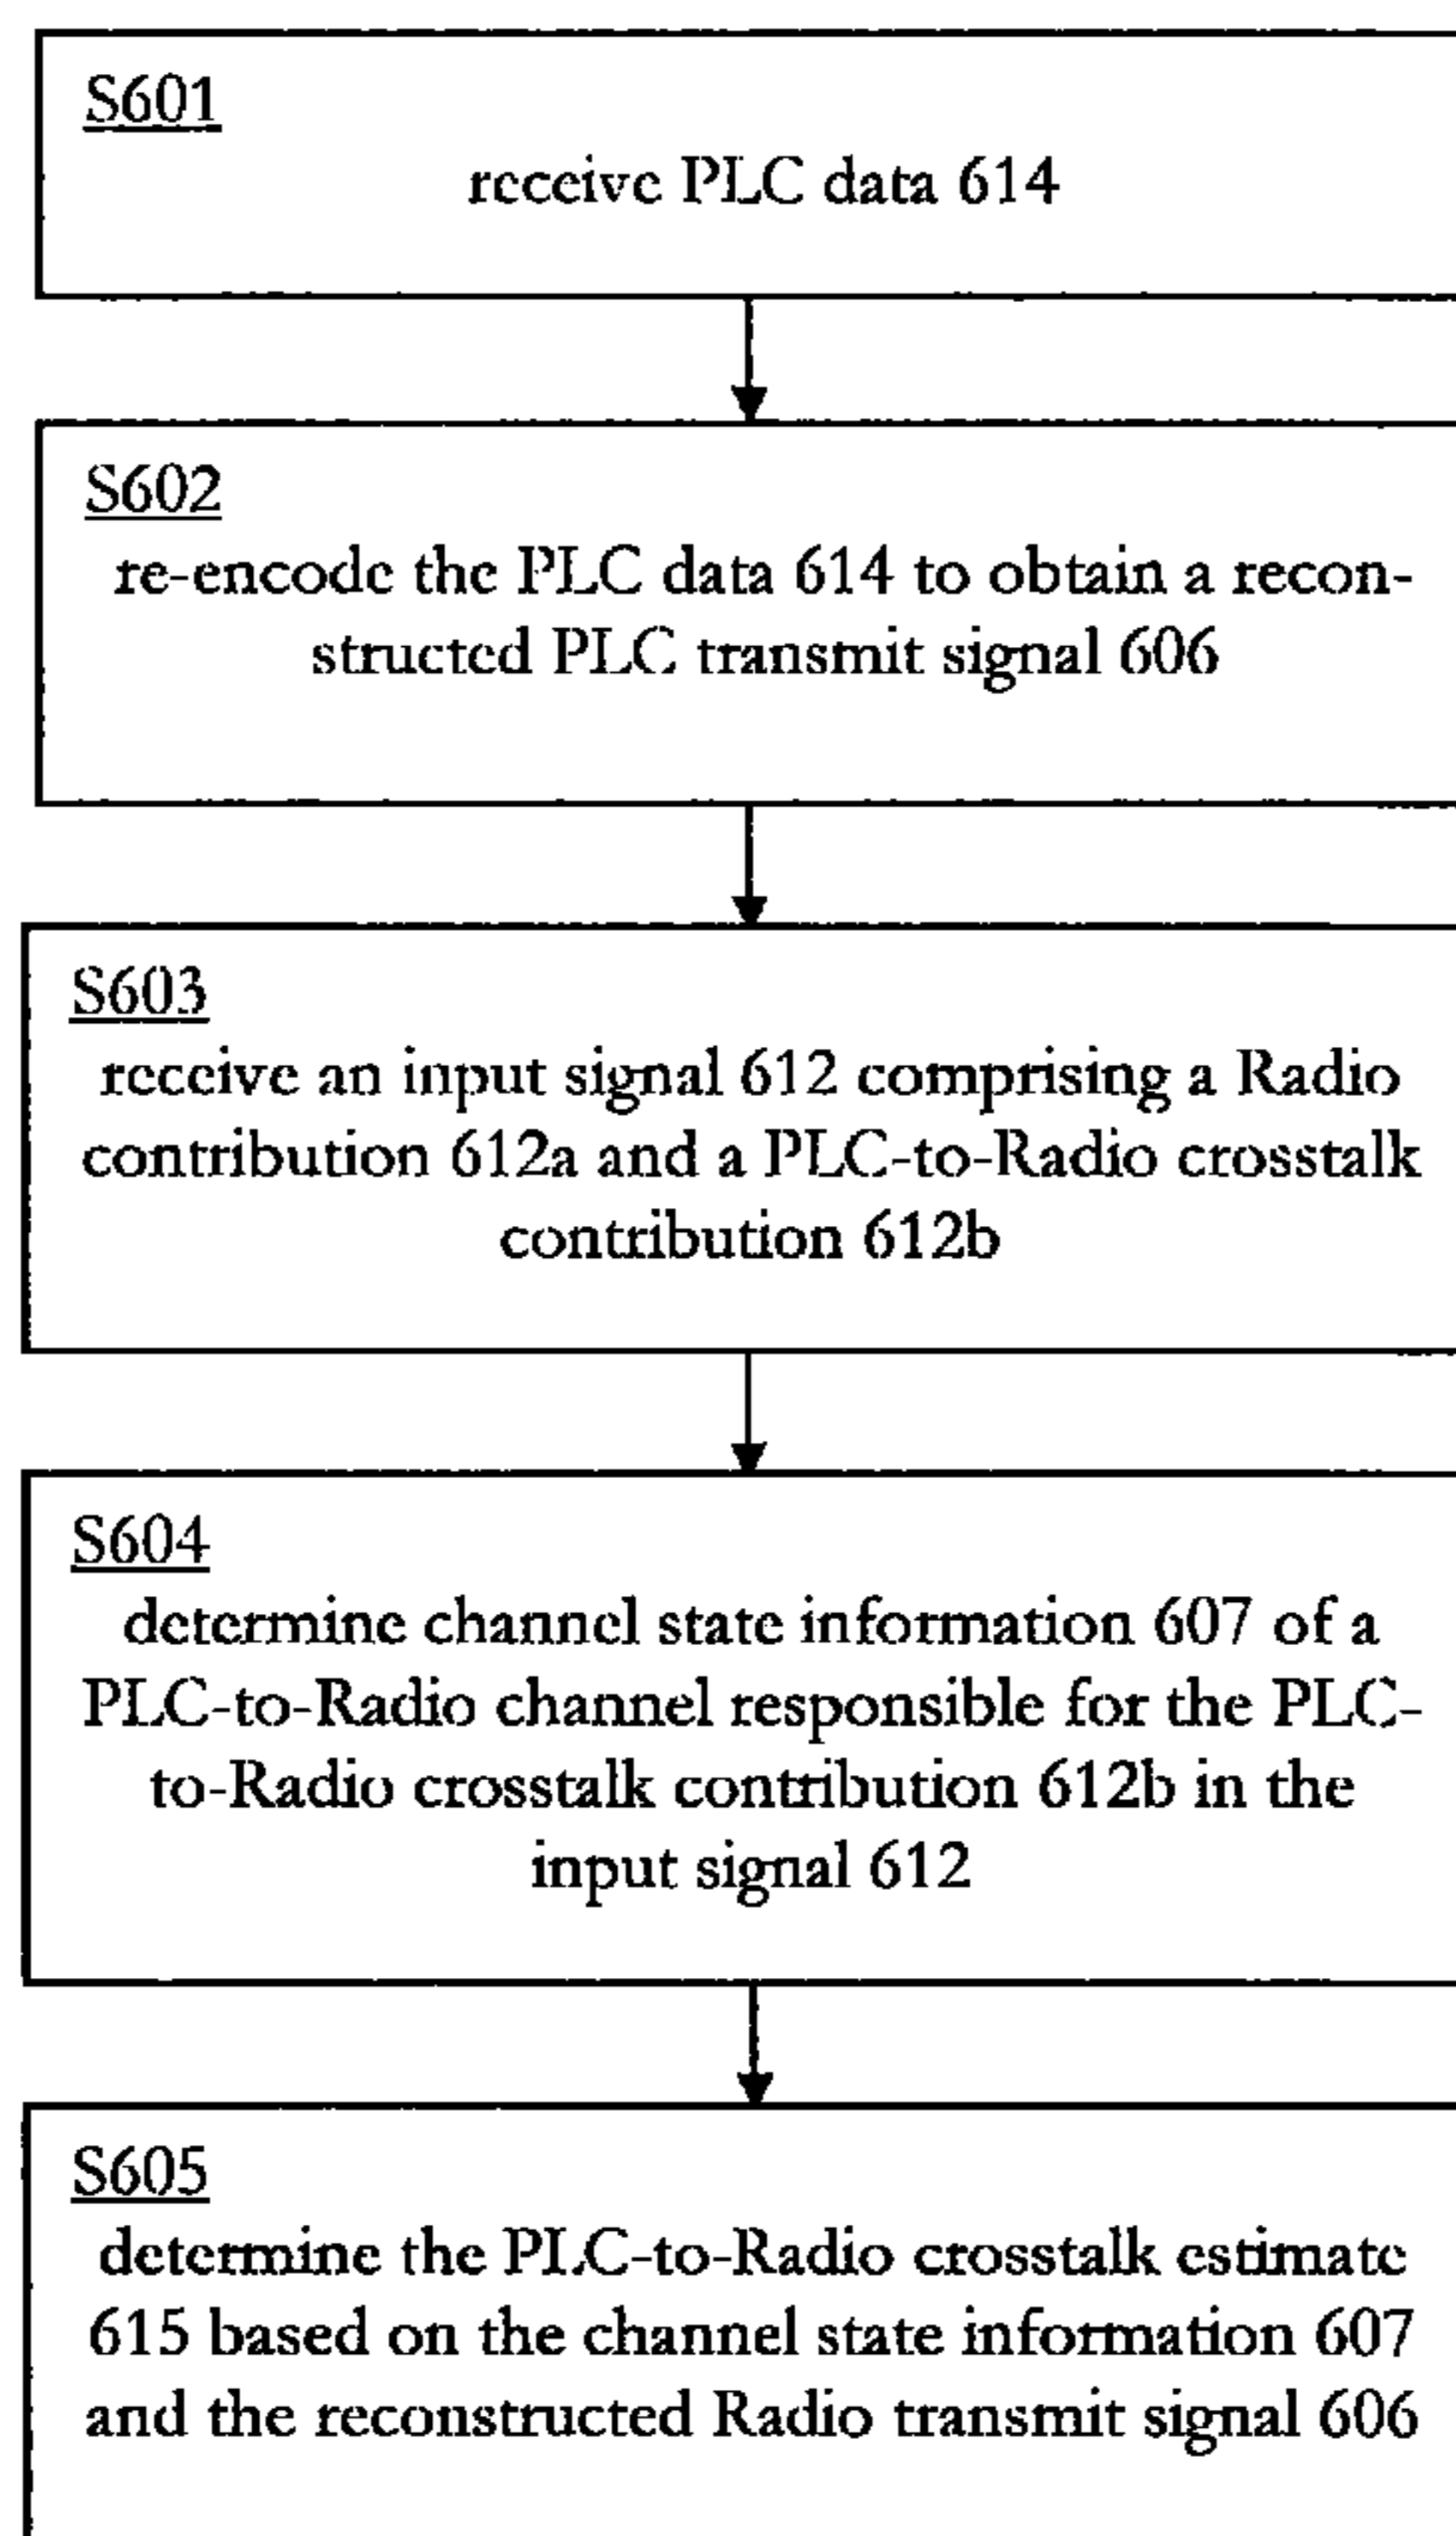 S601
receive PLC data 614
S602
re-encode the PLC data 614 to obtain a recon-
structed PLC transmit signal 606
S603
receive an input signal 612 comprising a Radio
contribution 612a and a PLC-to-Radio crosstalk
contribution 612b
S604
determine channel state information 607 of a
PLC-to-Radio channel responsible for the PLC-
to-Radio crosstalk contribution 612b in the
input signal 612
S605
determine the PLC-to-Radio crosstalk estimate
615 based on the channel state information 607
and the reconstructed Radio transmit signal 606